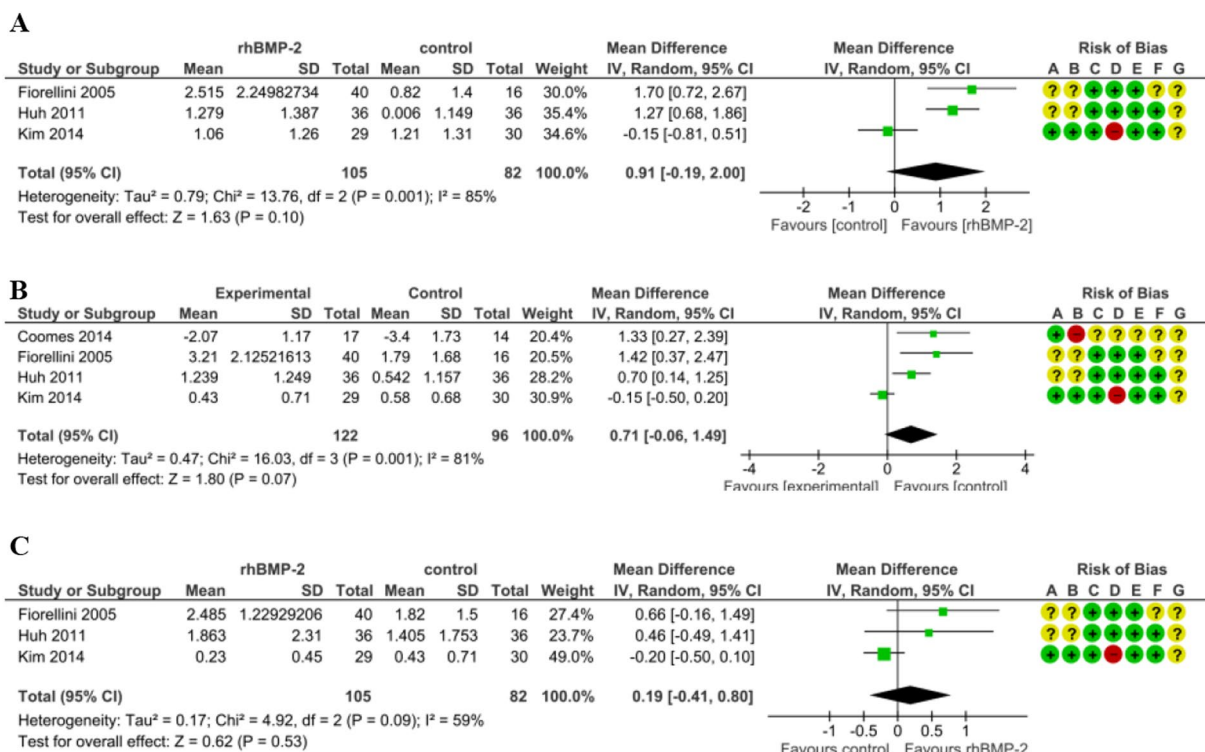 A
rhBMP-2 control Mean Difference Mean Difference Risk of Bias
Study or Subgroup Mean SD Total Mean SD Total Weight IV, Random, 95% CI IV, Random, 95% CI A B C D E F G
Fiorellini 2005 2.515 2.24982734 40 0.82 1.4 16 30.0% 1.70 [0.72, 2.67] ? ? + + + ? ?
Huh 2011 1.279 1.387 36 0.006 1.149 36 35.4% 1.27 [0.68, 1.86] ? ? + + + + ?
Kim 2014 1.06 1.26 29 1.21 1.31 30 34.6% -0.15 [-0.81, 0.51] + + + - + + ?
Total (95% CI) 105 82 100.0% 0.91 [-0.19, 2.00]
Heterogeneity: Tau² = 0.79; Chi² = 13.76, df = 2 (P = 0.001); I² = 85%
Test for overall effect: Z = 1.63 (P = 0.10)
-2 -1 0 1 2
Favours [control] Favours [rhBMP-2]
B
Experimental Control Mean Difference Mean Difference Risk of Bias
Study or Subgroup Mean SD Total Mean SD Total Weight IV, Random, 95% CI IV, Random, 95% CI A B C D E F G
Coomes 2014 -2.07 1.17 17 -3.4 1.73 14 20.4% 1.33 [0.27, 2.39] + - ? ? ? ? ?
Fiorellini 2005 3.21 2.12521613 40 1.79 1.68 16 20.5% 1.42 [0.37, 2.47] ? ? + + + ? ?
Huh 2011 1.239 1.249 36 0.542 1.157 36 28.2% 0.70 [0.14, 1.25] ? ? + + + + ?
Kim 2014 0.43 0.71 29 0.58 0.68 30 30.9% -0.15 [-0.50, 0.20] + + + - + + ?
Total (95% CI) 122 96 100.0% 0.71 [-0.06, 1.49]
Heterogeneity: Tau² = 0.47; Chi² = 16.03, df = 3 (P = 0.001); I² = 81%
Test for overall effect: Z = 1.80 (P = 0.07)
-4 -2 0 2 4
Favours [experimental] Favours [control]
C
rhBMP-2 control Mean Difference Mean Difference Risk of Bias
Study or Subgroup Mean SD Total Mean SD Total Weight IV, Random, 95% CI IV, Random, 95% CI A B C D E F G
Fiorellini 2005 2.485 1.22929206 40 1.82 1.5 16 27.4% 0.66 [-0.16, 1.49] ? ? + + + ? ?
Huh 2011 1.863 2.31 36 1.405 1.753 36 23.7% 0.46 [-0.49, 1.41] ? ? + + + + ?
Kim 2014 0.23 0.45 29 0.43 0.71 30 49.0% -0.20 [-0.50, 0.10] + + + - + + ?
Total (95% CI) 105 82 100.0% 0.19 [-0.41, 0.80]
Heterogeneity: Tau² = 0.17; Chi² = 4.92, df = 2 (P = 0.09); I² = 59%
Test for overall effect: Z = 0.62 (P = 0.53)
-1 -0.5 0 0.5 1
Favours control Favours rhBMP-2